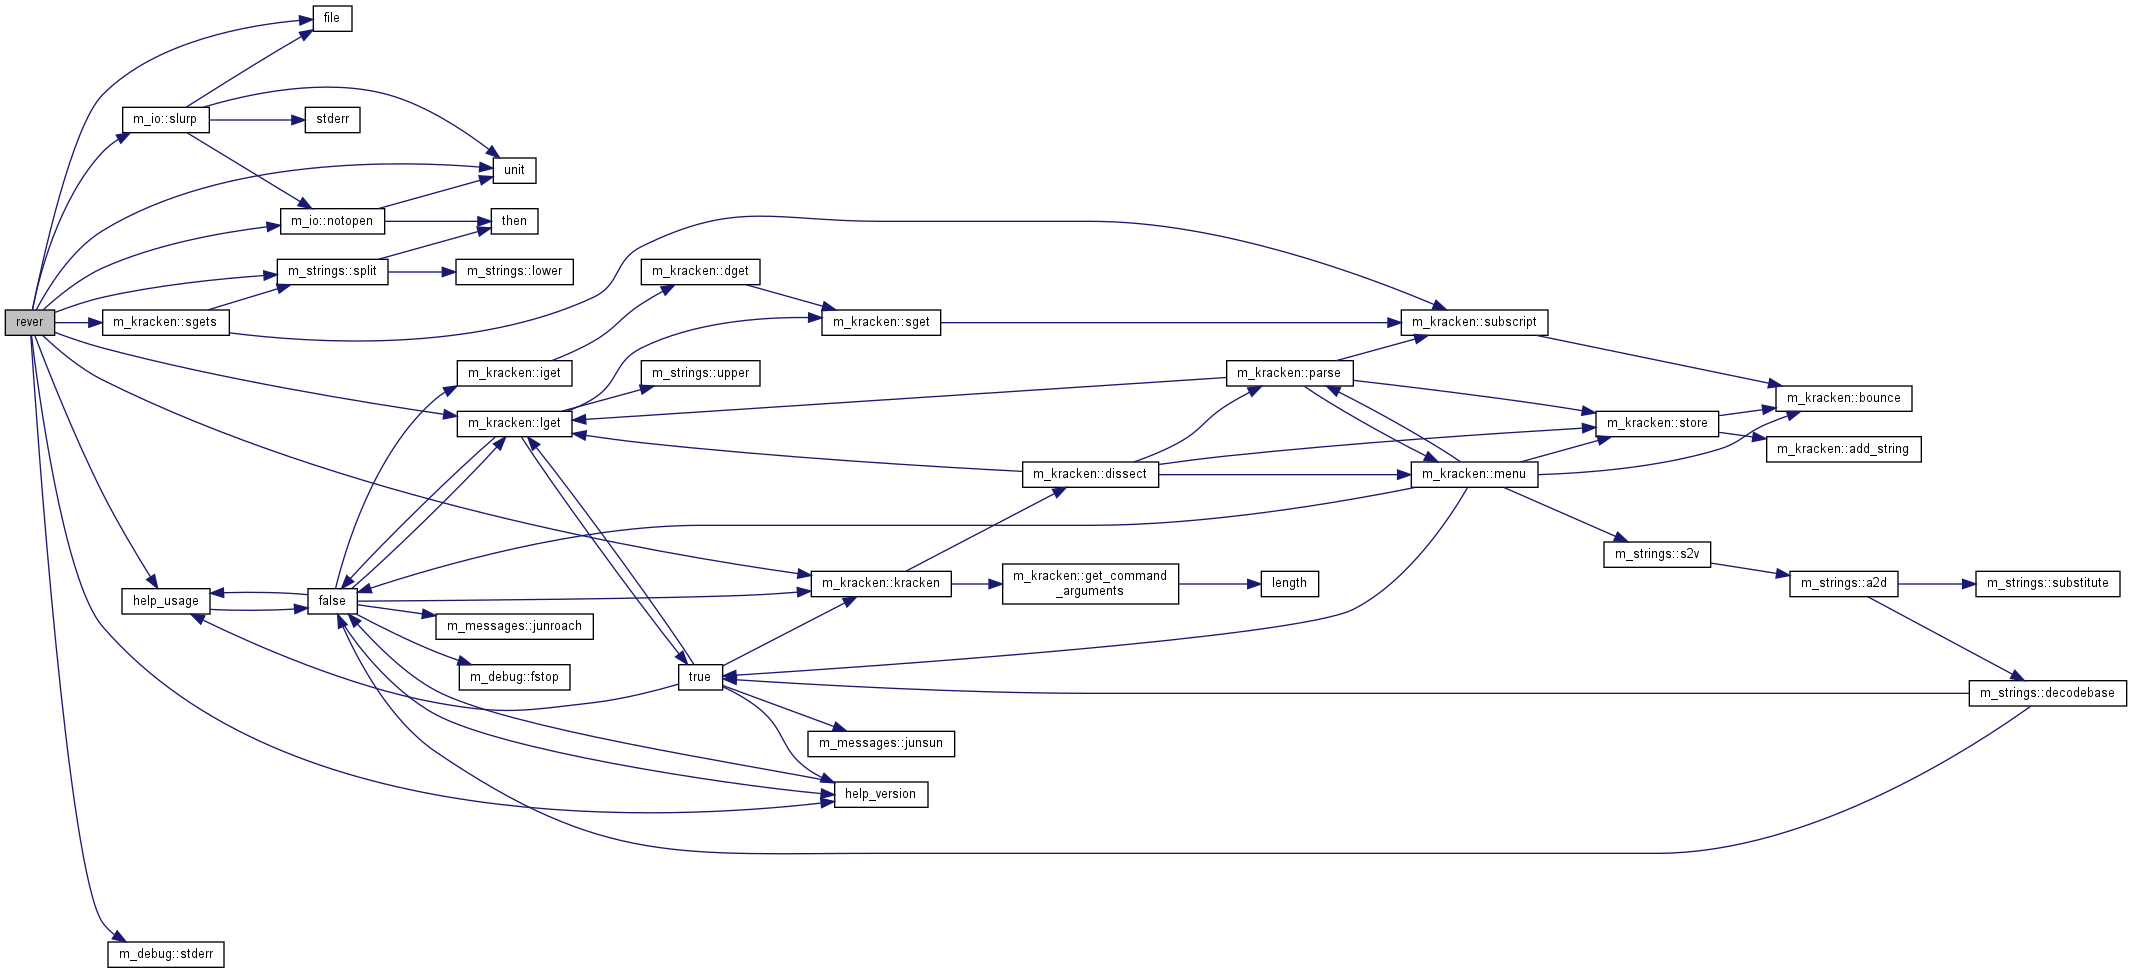 file
m_io::slurp
stderr
unit
m_io::notopen
then
m_strings::split
m_strings::lower
m_kracken::dget
rever
m_kracken::sgets
m_kracken::sget
m_kracken::subscript
m_kracken::iget
m_strings::upper
m_kracken::parse
m_kracken::bounce
m_kracken::lget
m_kracken::store
m_kracken::add_string
m_kracken::dissect
m_kracken::menu
m_strings::s2v
m_kracken::kracken
m_kracken::get_command
_arguments
length
m_strings::a2d
m_strings::substitute
help_usage
false
m_messages::junroach
m_debug::fstop
true
m_strings::decodebase
m_messages::junsun
help_version
m_debug::stderr